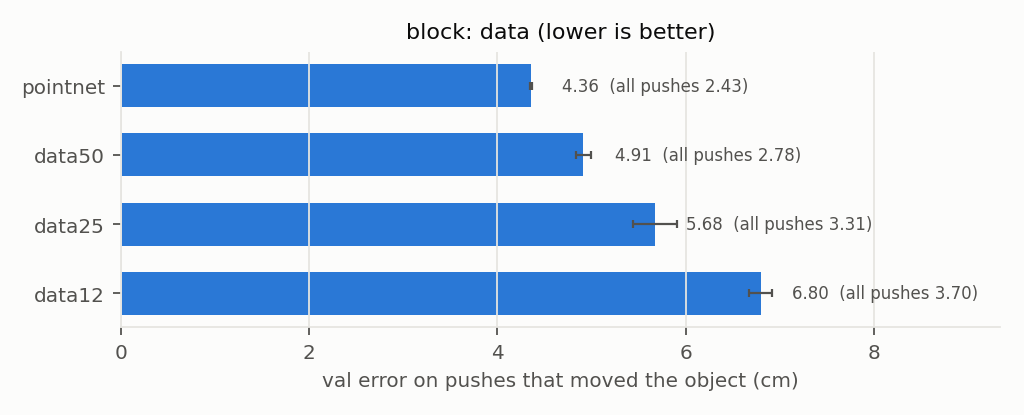 block: data (lower is better)
pointnet
4.36 (all pushes 2.43)
data50
4.91 (all pushes 2.78)
data25
5.68 (all pushes 3.31)
data12
6.80 (all pushes 3.70)
0 2 4 6 8
val error on pushes that moved the object (cm)